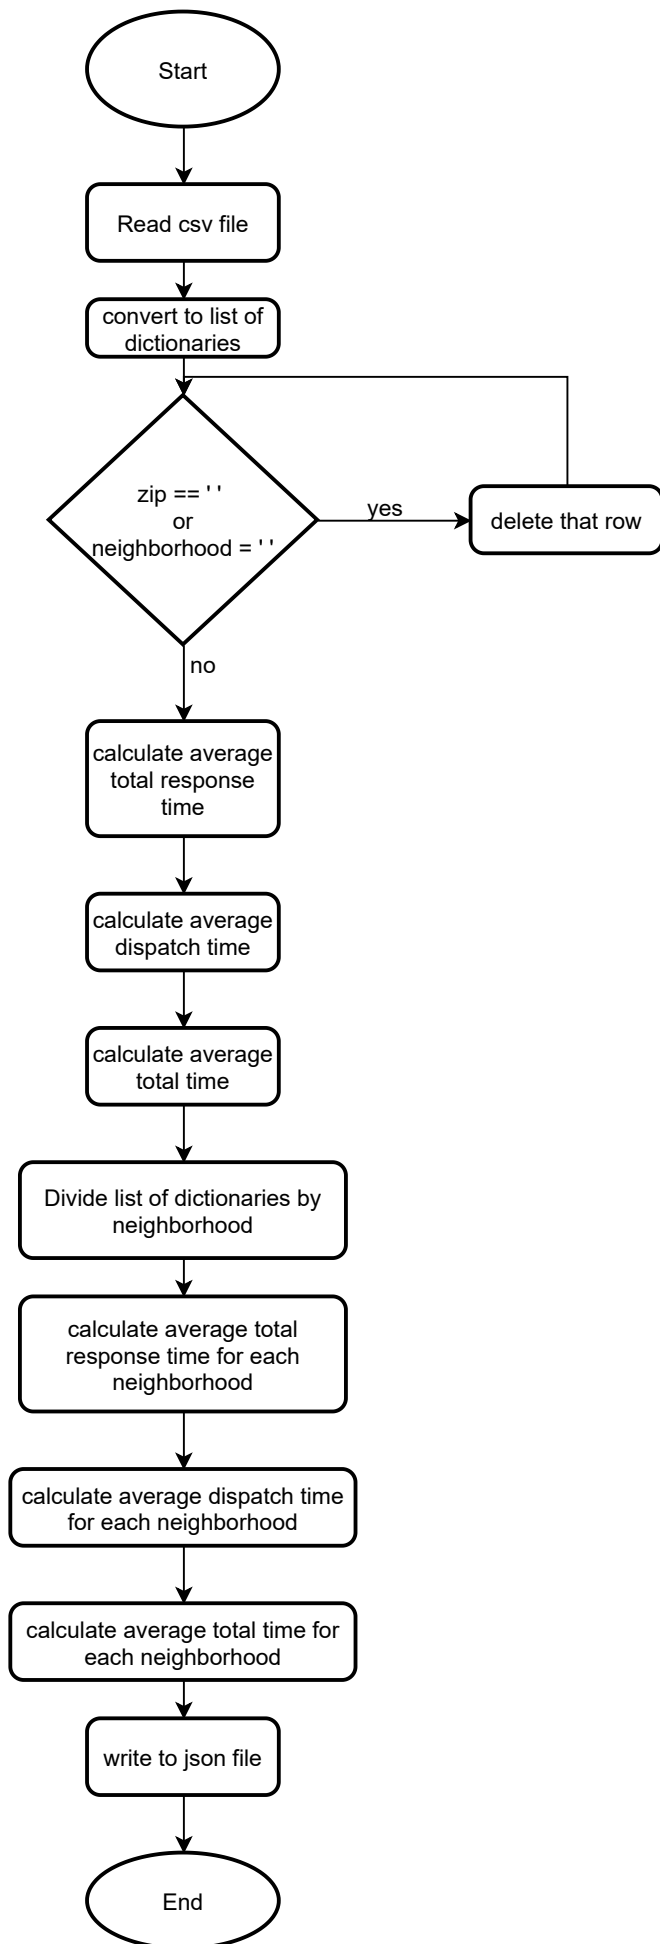 Start
Read csv file
convert to list of
dictionaries
zip == ' '
or
neighborhood = ' '
yes
delete that row
no
calculate average
total response
time
calculate average
dispatch time
calculate average
total time
Divide list of dictionaries by
neighborhood
calculate average total
response time for each
neighborhood
calculate average dispatch time
for each neighborhood
calculate average total time for
each neighborhood
write to json file
End